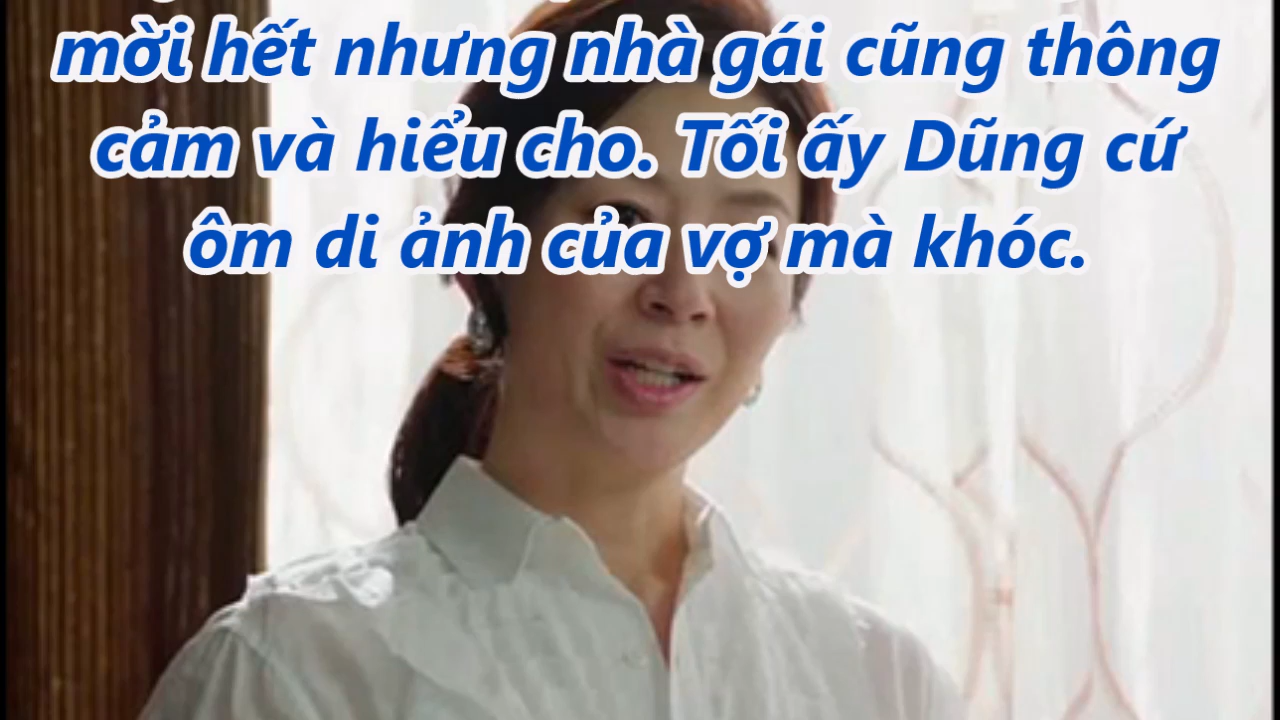 mời hết nhưng nhà gái cũng thông
cảm và hiểu cho. Tối ấy Dũng cứ
ôm di ảnh của vợ mà khóc.